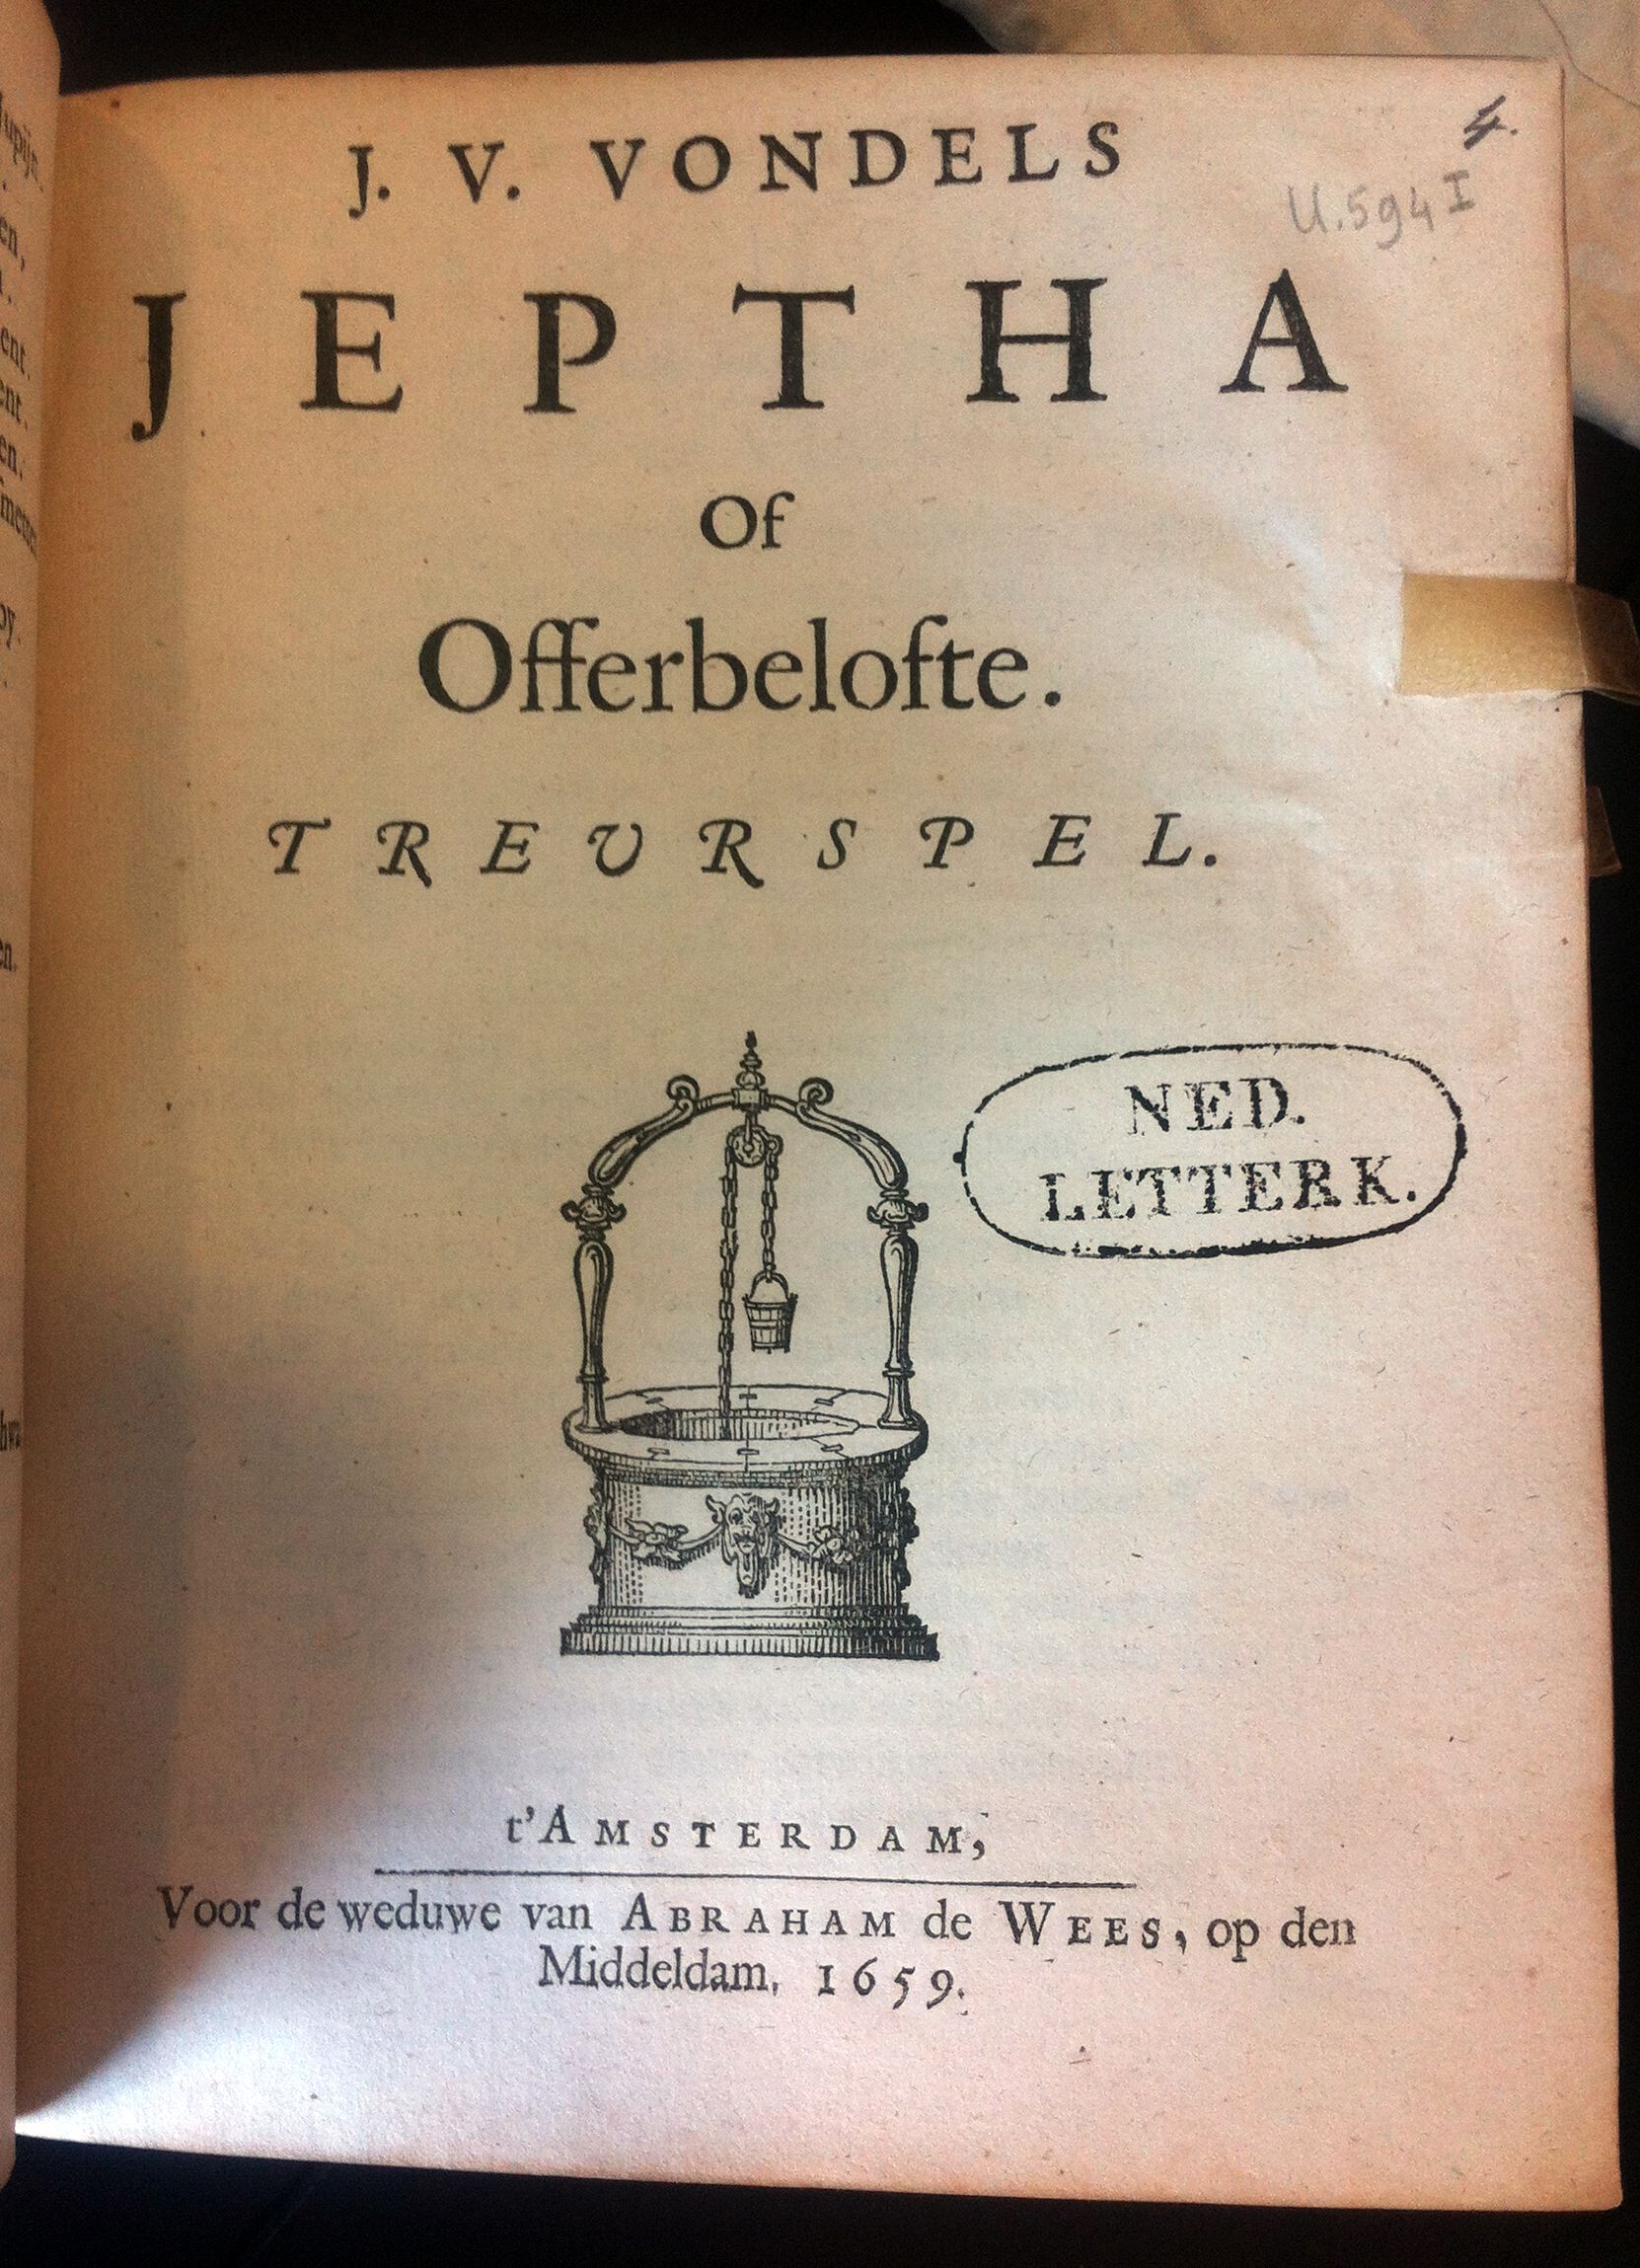 4.
U.594 I
J. V. VONDELS
JEPTHA
Of
Offerbelofte.
TREURSPEL.
NED.
LETTERK.
t'AMSTERDAM,
Voor de weduwe van ABRAHAM de WEES, op den
Middeldam. 1659.